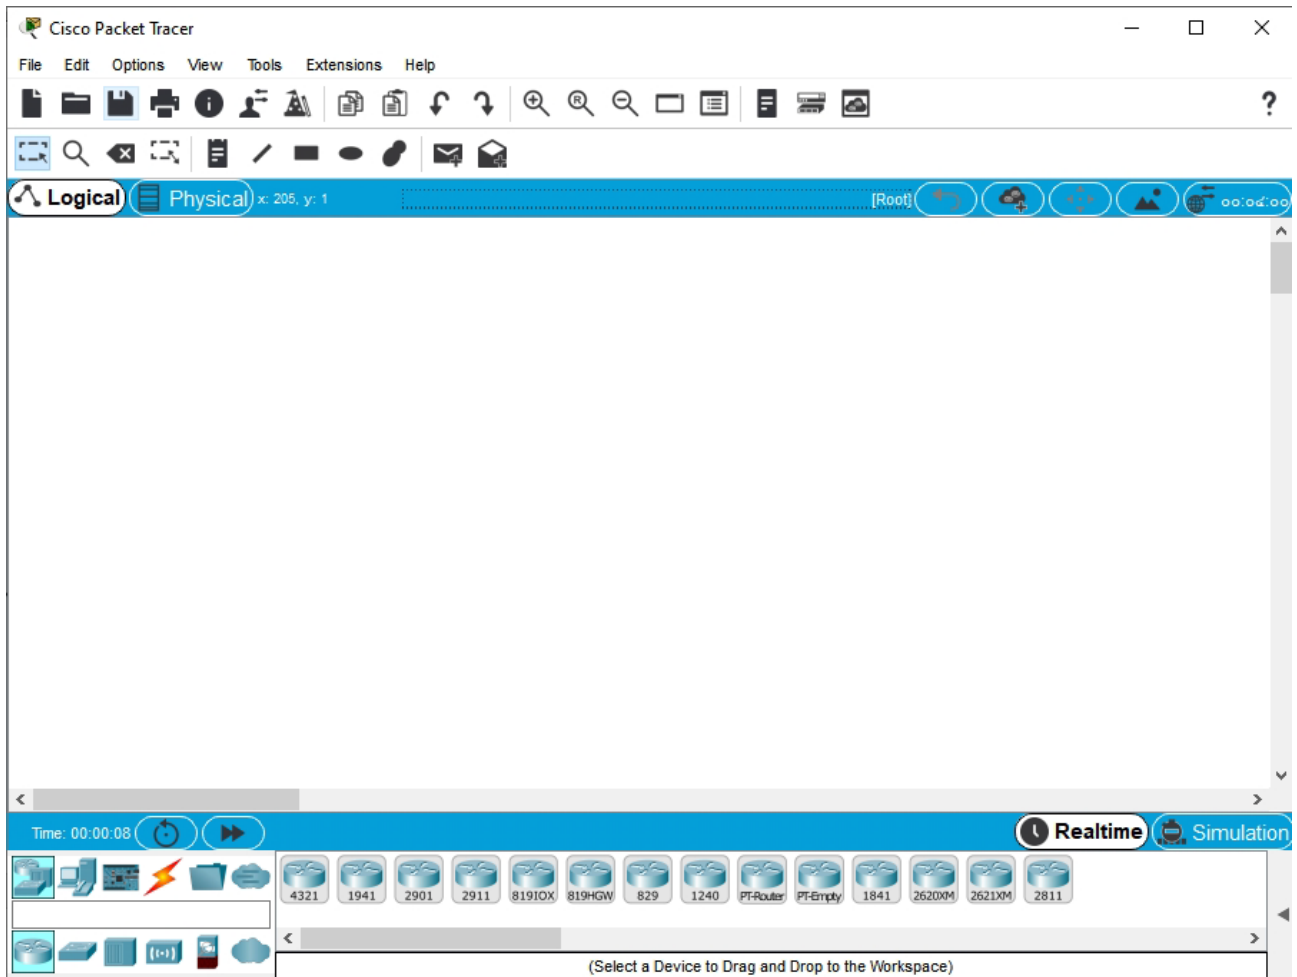 Cisco Packet Tracer
File Edit Options View Tools Extensions Help
?
Logical Physical x: 205, y: 1 [Root]
Time: 00:00:08 Realtime Simulation
4321 1941 2901 2911 819IOX 819HGW 829 1240 PT-Router PT-Empty 1841 2620XM 2621XM 2811
(Select a Device to Drag and Drop to the Workspace)